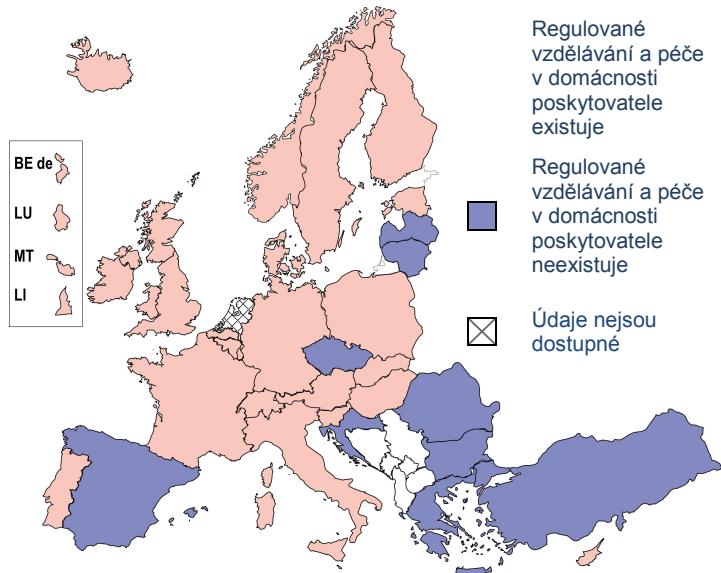 Regulované
vzdělávání a péče
v domácnosti
poskytovatele
existuje
Regulované
vzdělávání a péče
v domácnosti
poskytovatele
neexistuje
Údaje nejsou
dostupné
BE de
LU
MT
LI